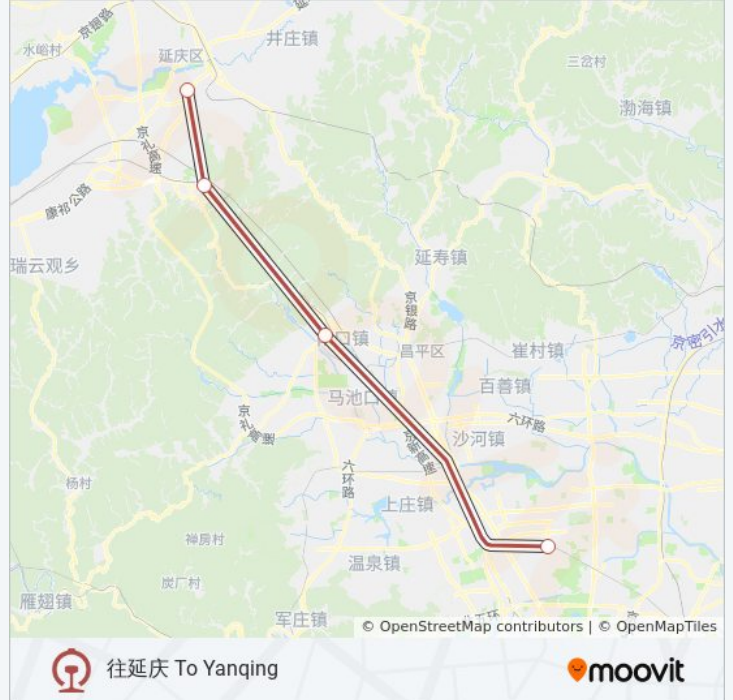 京银路
延
井庄镇
水峪村
延庆区
三岔村
渤海镇
京礼高速
康祁公路
延寿镇
瑞云观乡
京银路
京密引水
口镇
昌平区
崔村镇
百善镇
马池口镇
京礼高速
六环路
沙河镇
京新高速
六环路
杨村
上庄镇
禅房村
温泉镇
炭厂村
雁翅镇
军庄镇
五环
© OpenStreetMap contributors | © OpenMapTiles
往延庆 To Yanqing
moovit